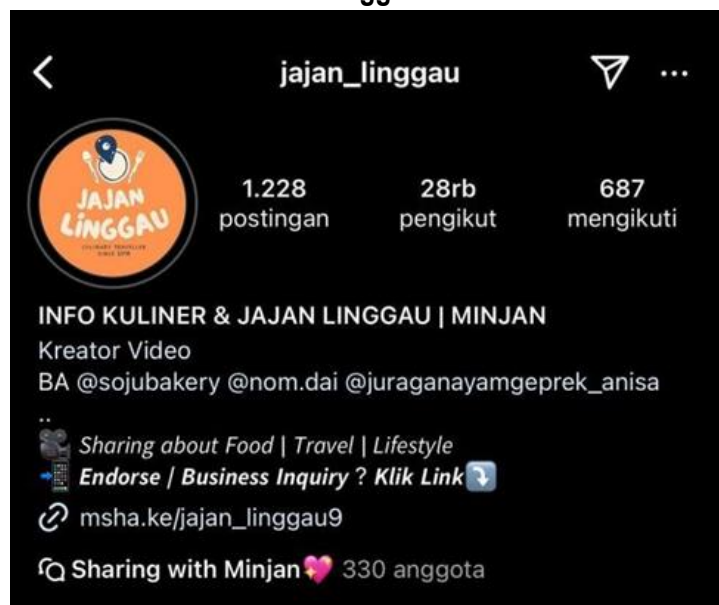 jajan_linggau
JAJAN
LINGGAU
CULINARY TRAVELLER
1.228
postingan
28rb
pengikut
687
mengikuti
INFO KULINER & JAJAN LINGGAU | MINJAN
Kreator Video
BA @sojubakery @nom.dai @juraganayamgeprek_anisa
..
Sharing about Food | Travel | Lifestyle
Endorse / Business Inquiry ? Klik Link
msha.ke/jajan_linggau9
Sharing with Minjan 330 anggota